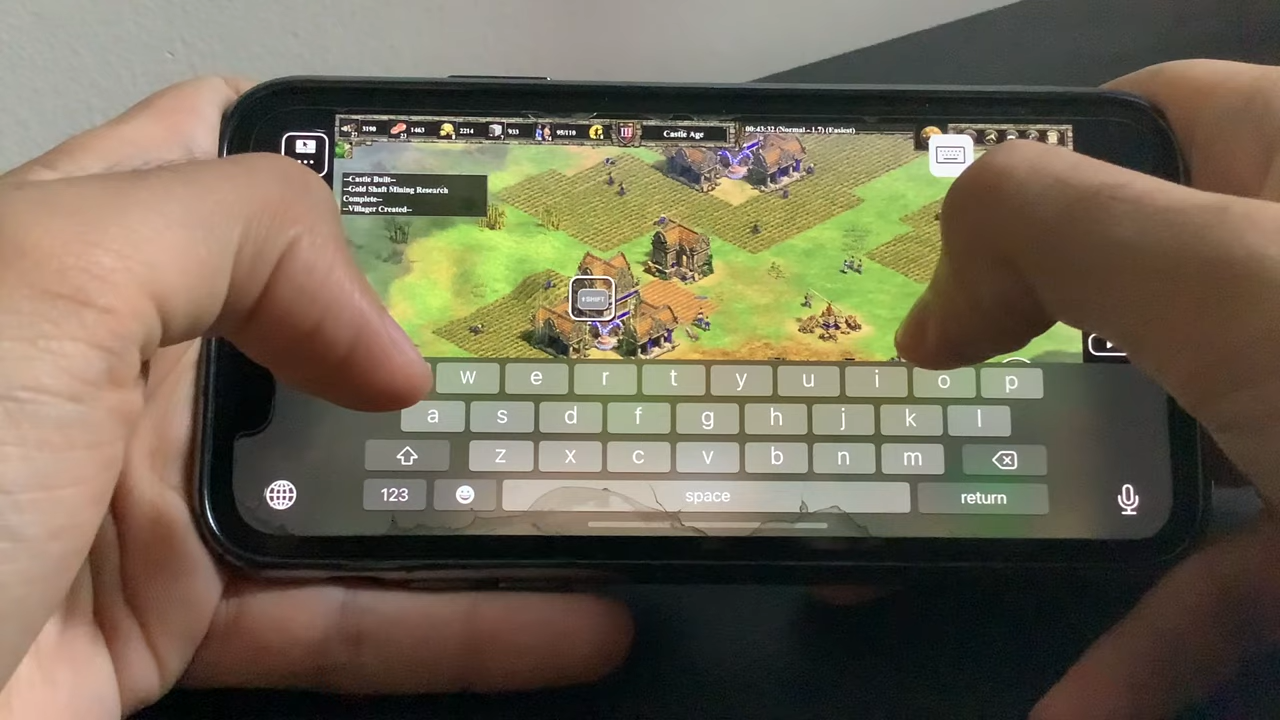 3190 1463 2214 933 95/110 III Castle Age 00:43:32 (Normal - 1.7) (Easiest)
--Castle Built--
--Gold Shaft Mining Research
Complete--
--Villager Created--
SHIFT
w e r t y u i o p
a s d f g h j k l
z x c v b n m
123 space return